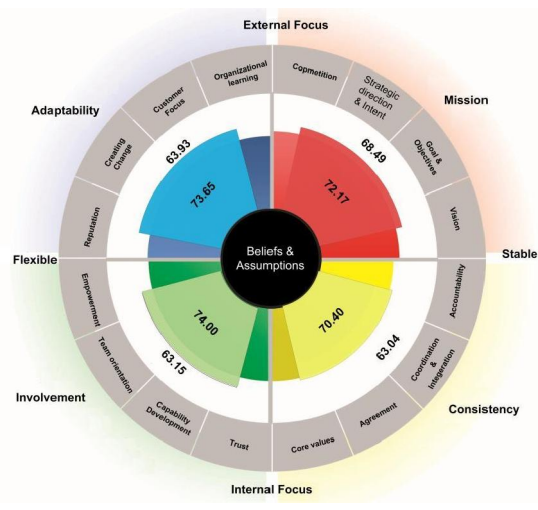 External Focus
Organizational
learning
Copmetition
Strategic
direction
& Intent
Customer
Focus
Adaptability
Mission
63.93
68.49
Goal
&
Objectives
Creating
Change
73.65
72.17
Reputation
Vision
Beliefs &
Assumptions
Flexible
Stable
Empowerment
Accountability
74.00
70.40
Team orientation
63.15
63.04
Coordination
&
Integeration
Involvement
Consistency
Capability
Development
Agreement
Trust
Core values
Internal Focus